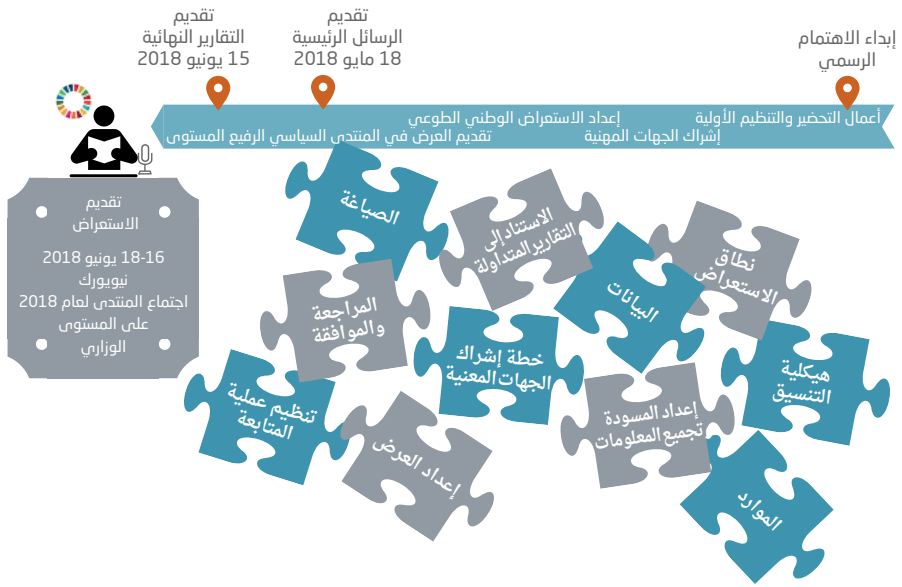 إبداء الاهتمام
الرسمي
تقديم
الرسائل الرئيسية
18 مايو 2018
تقديم
التقارير النهائية
15 يونيو 2018
أعمال التحضير والتنظيم الأولية
إشراك الجهات المهنية
إعداد الاستعراض الوطني الطوعي
تقديم العرض في المنتدى السياسي الرفيع المستوى
تقديم
الاستعراض
18-16 يونيو 2018
نيويورك
اجتماع المنتدى لعام 2018
على المستوى
الوزاري
نطاق
الاستعراض
الاستناد إلى
التقارير المتداولة
الصياغة
البيانات
المراجعة
والموافقة
هيكلية
التنسيق
خطة إشراك
الجهات المعنية
تنظيم عملية
المتابعة
إعداد المسودة
تجميع المعلومات
إعداد العرض
الموارد